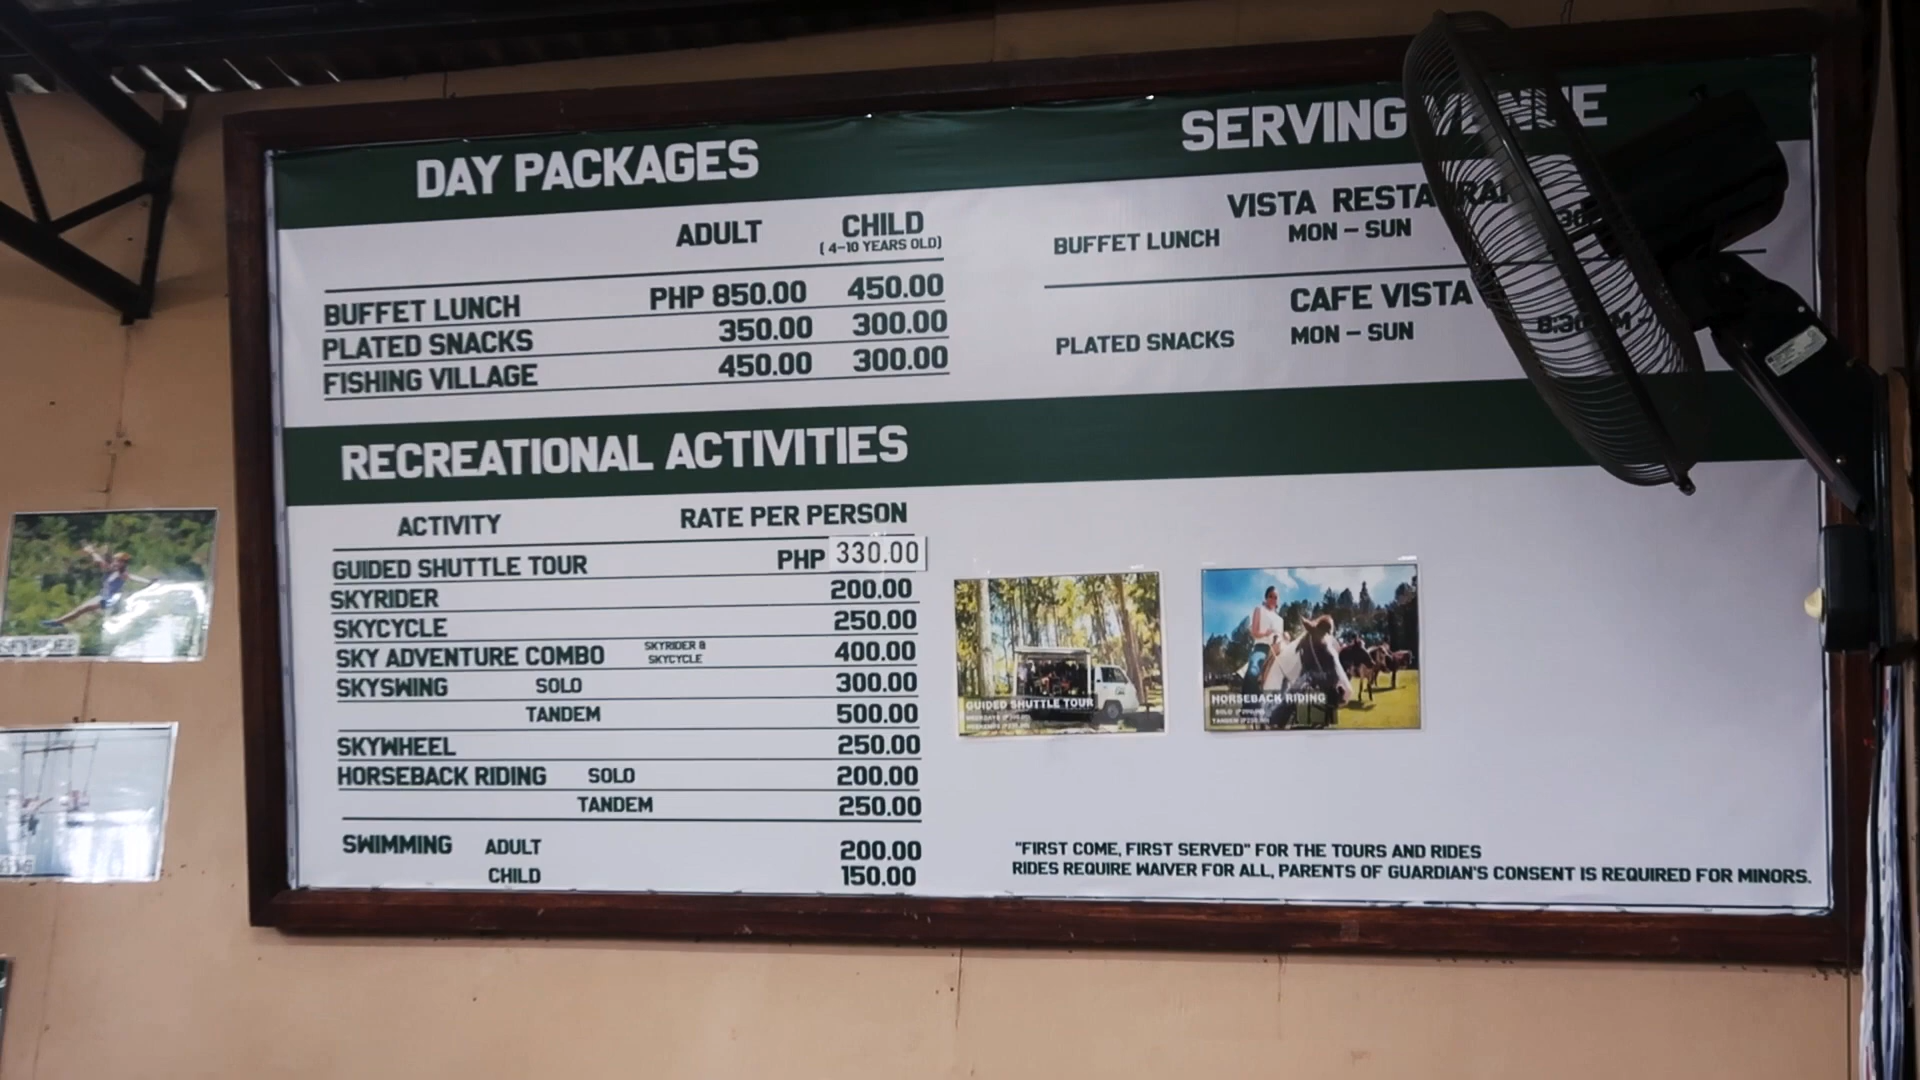 DAY PACKAGES
ADULT CHILD
(4-10 YEARS OLD)
BUFFET LUNCH PHP 850.00 450.00
PLATED SNACKS 350.00 300.00
FISHING VILLAGE 450.00 300.00
SERVING VENUE
VISTA RESTAURANT
BUFFET LUNCH MON – SUN
CAFE VISTA
PLATED SNACKS MON – SUN
RECREATIONAL ACTIVITIES
ACTIVITY RATE PER PERSON
GUIDED SHUTTLE TOUR PHP 330.00
SKYRIDER 200.00
SKYCYCLE 250.00
SKY ADVENTURE COMBO SKYRIDER & SKYCYCLE 400.00
SKYSWING SOLO 300.00
TANDEM 500.00
SKYWHEEL 250.00
HORSEBACK RIDING SOLO 200.00
TANDEM 250.00
SWIMMING ADULT 200.00
CHILD 150.00
GUIDED SHUTTLE TOUR
HORSEBACK RIDING
SOLO
TANDEM
"FIRST COME, FIRST SERVED" FOR THE TOURS AND RIDES
RIDES REQUIRE WAIVER FOR ALL, PARENTS OF GUARDIAN'S CONSENT IS REQUIRED FOR MINORS.
SKYRIDER